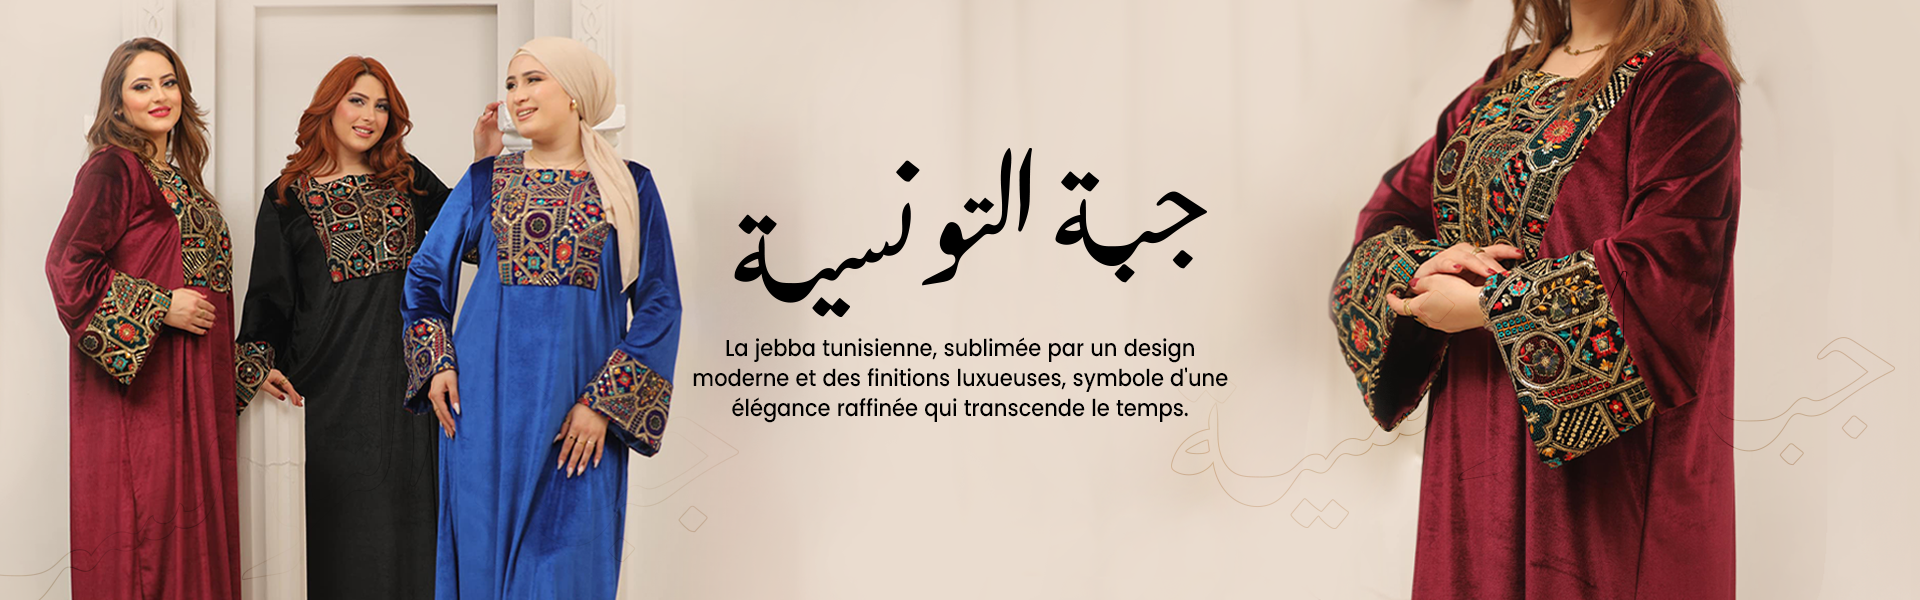 جبة التونسية
La jebba tunisienne, sublimée par un design
moderne et des finitions luxueuses, symbole d'une
élégance raffinée qui transcende le temps.